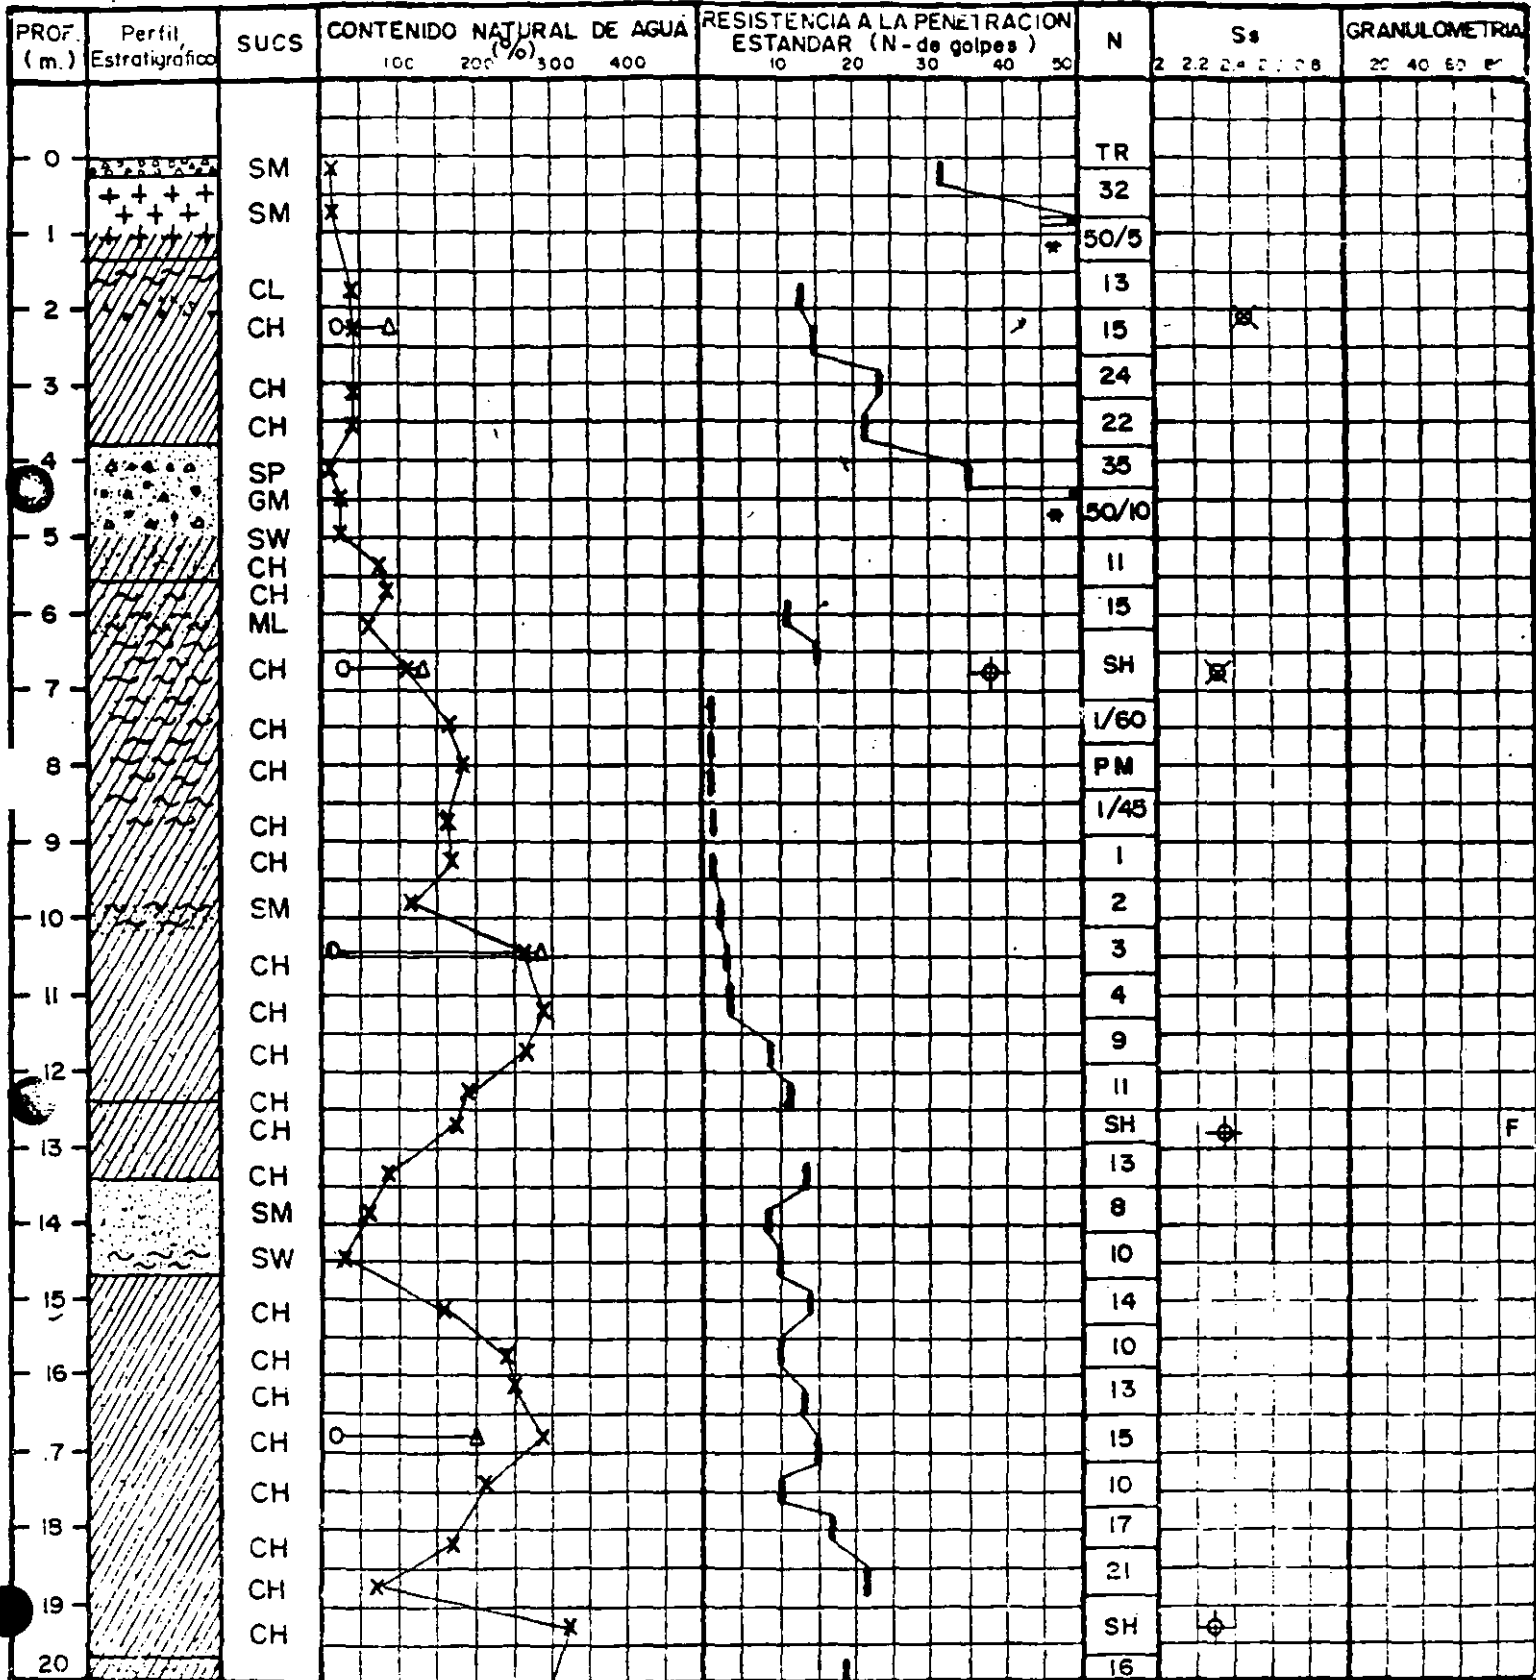 PROF. Perfil SUCS CONTENIDO NATURAL DE AGUA RESISTENCIA A LA PENETRACION N Ss GRANULOMETRIA
(m.) Estratigráfico (%) ESTANDAR (N-de golpes)
100 200 300 400 10 20 30 40 50 2 2.2 2.4 20 40 60
TR
0 SM
32
SM
1 50/5
*
CL 13
2
CH 15
3 CH 24
CH 22
4 SP 35
GM
50/10
*
5 SW
CH 11
CH
15
6 ML
CH SH
7
CH 1/60
8 CH PM
CH 1/45
9 CH 1
SM 2
10
CH 3
11 CH 4
CH 9
12
CH 11
CH SH F
13
CH 13
14 SM 8
SW 10
15 CH 14
CH 10
16 CH 13
.7 CH 15
CH 10
18 17
CH 21
CH
19
CH SH
20 16